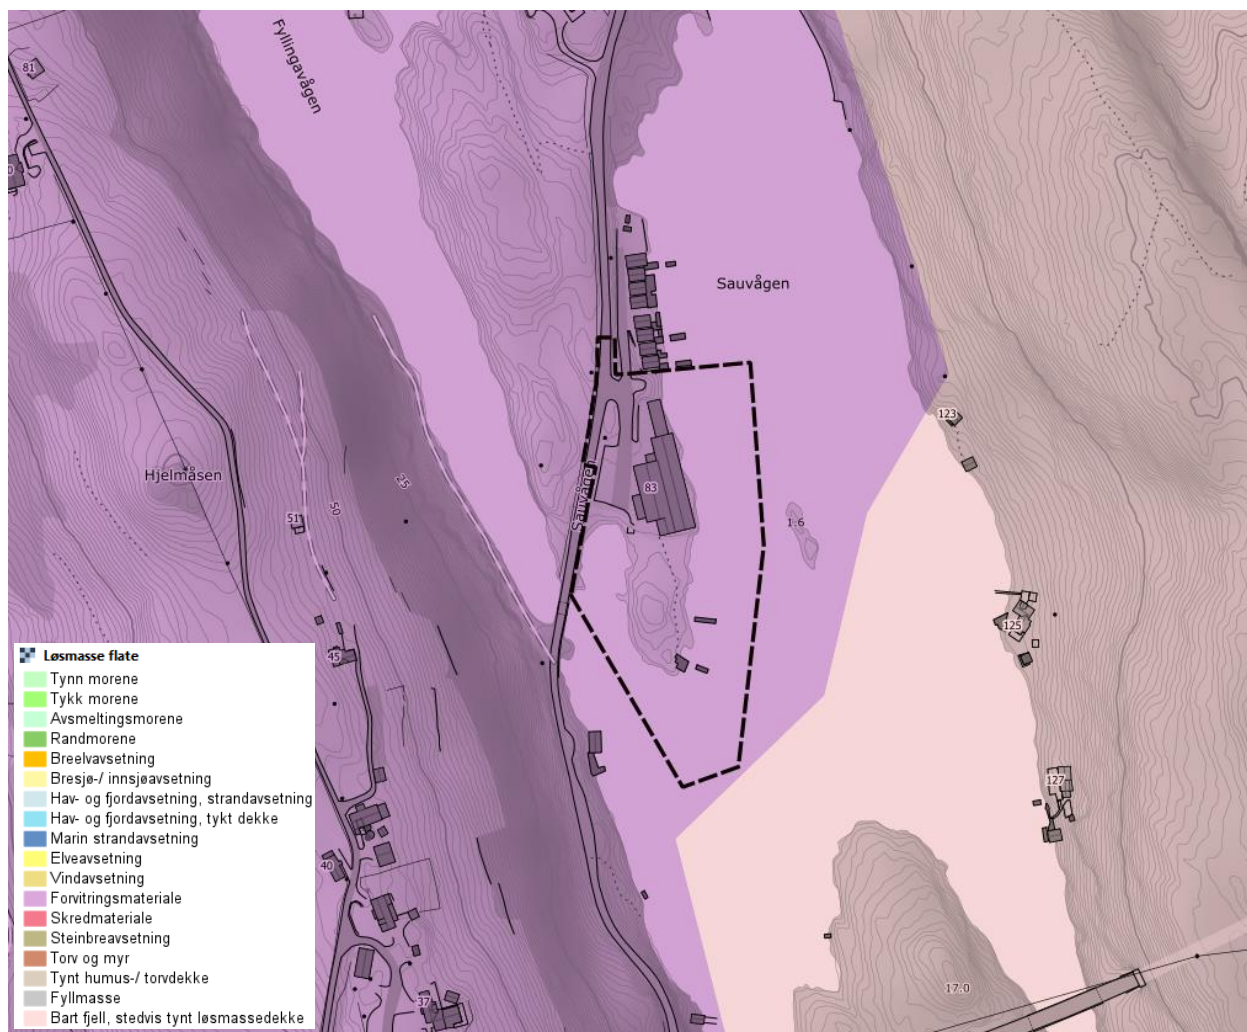 Fyllingavågen
81
Sauvågen
123
Hjelmåsen
25
50
51
83
Sauvågen
1.6
125
45
127
40
37
17.0
Løsmasse flate
Tynn morene
Tykk morene
Avsmeltingsmorene
Randmorene
Breelvavsetning
Bresjø-/ innsjøavsetning
Hav- og fjordavsetning, strandavsetning
Hav- og fjordavsetning, tykt dekke
Marin strandavsetning
Elveavsetning
Vindavsetning
Forvitringsmateriale
Skredmateriale
Steinbreavsetning
Torv og myr
Tynt humus-/ torvdekke
Fyllmasse
Bart fjell, stedvis tynt løsmassedekke